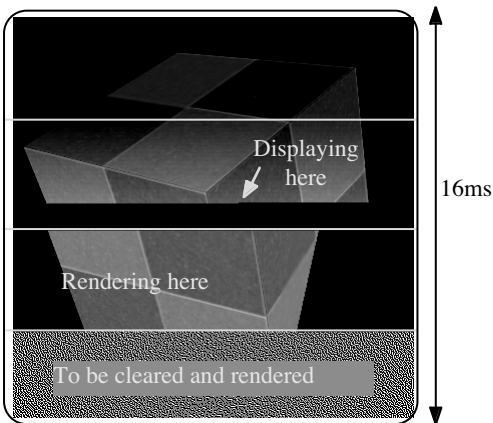 Displaying
here
16ms
Rendering here
To be cleared and rendered